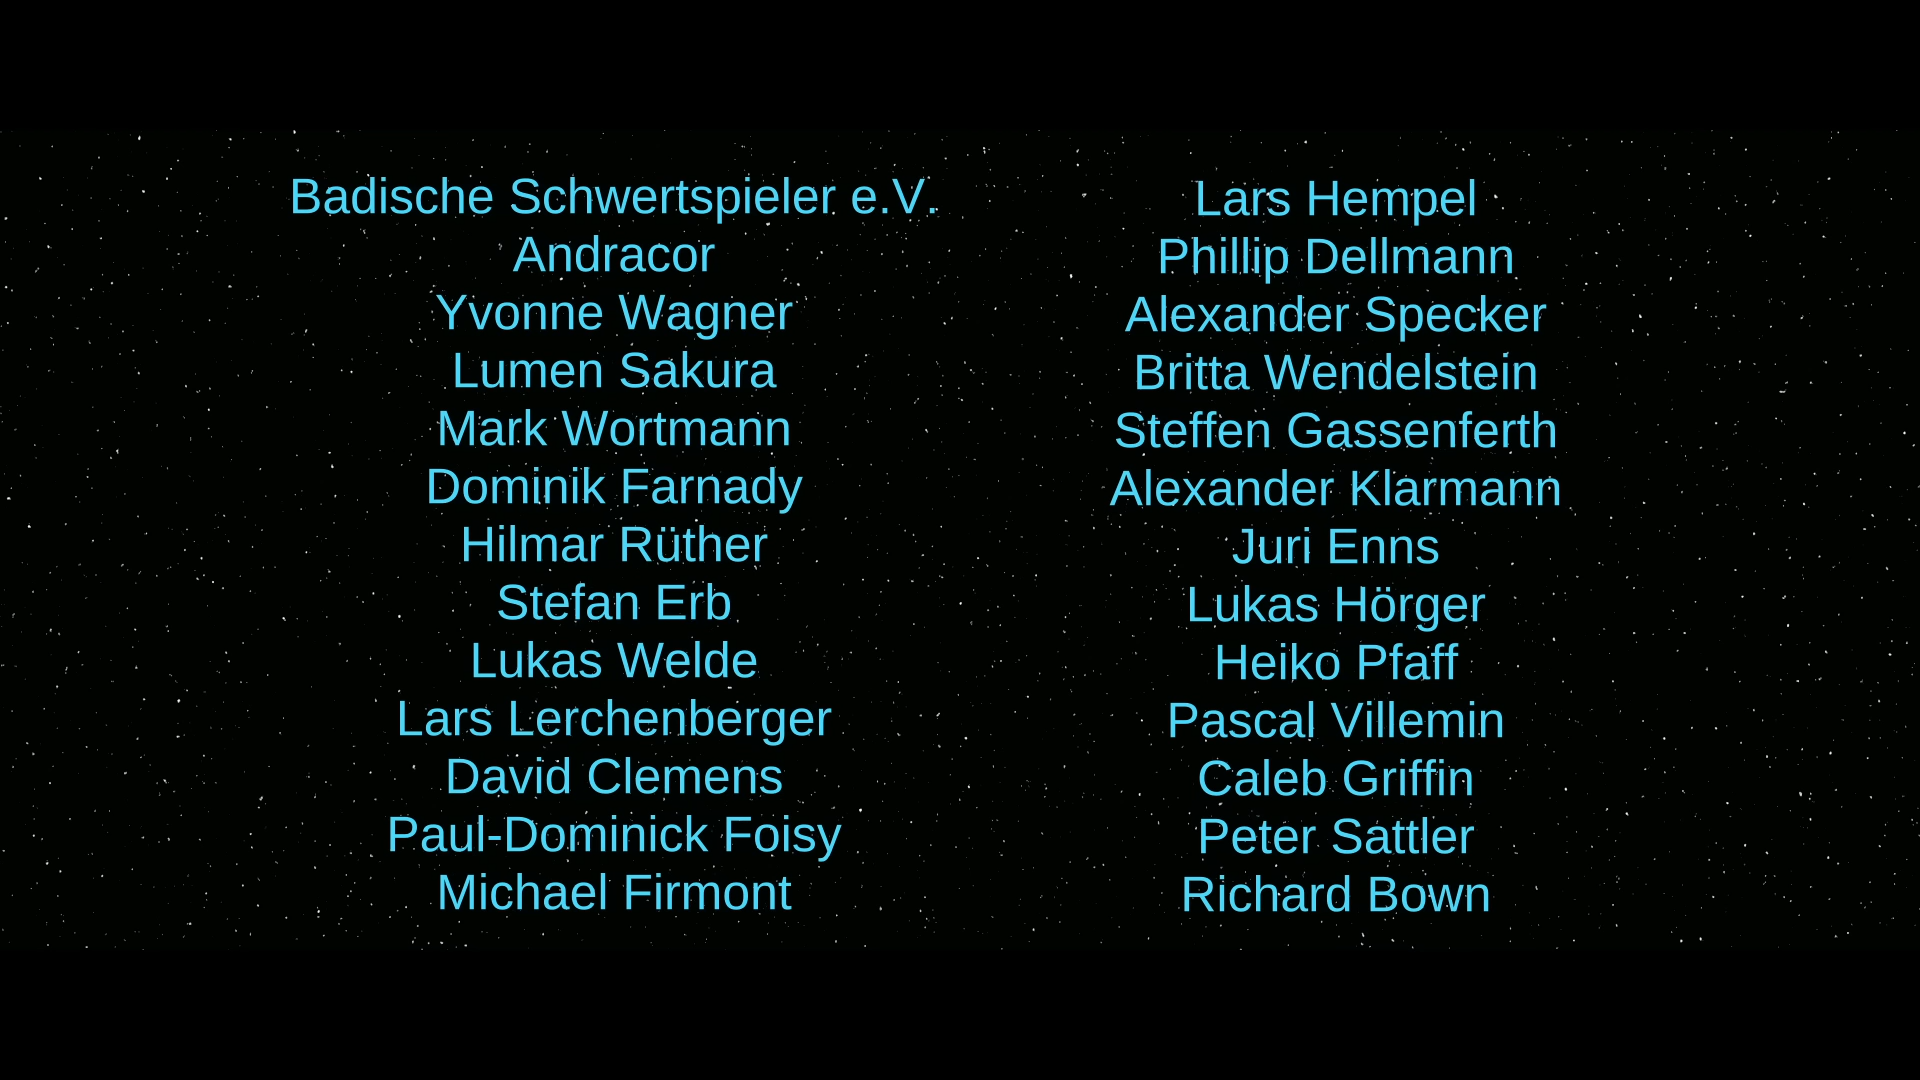 Badische Schwertspieler e.V.
Andracor
Yvonne Wagner
Lumen Sakura
Mark Wortmann
Dominik Farnady
Hilmar Rüther
Stefan Erb
Lukas Welde
Lars Lerchenberger
David Clemens
Paul-Dominick Foisy
Michael Firmont
Lars Hempel
Phillip Dellmann
Alexander Specker
Britta Wendelstein
Steffen Gassenferth
Alexander Klarmann
Juri Enns
Lukas Hörger
Heiko Pfaff
Pascal Villemin
Caleb Griffin
Peter Sattler
Richard Bown